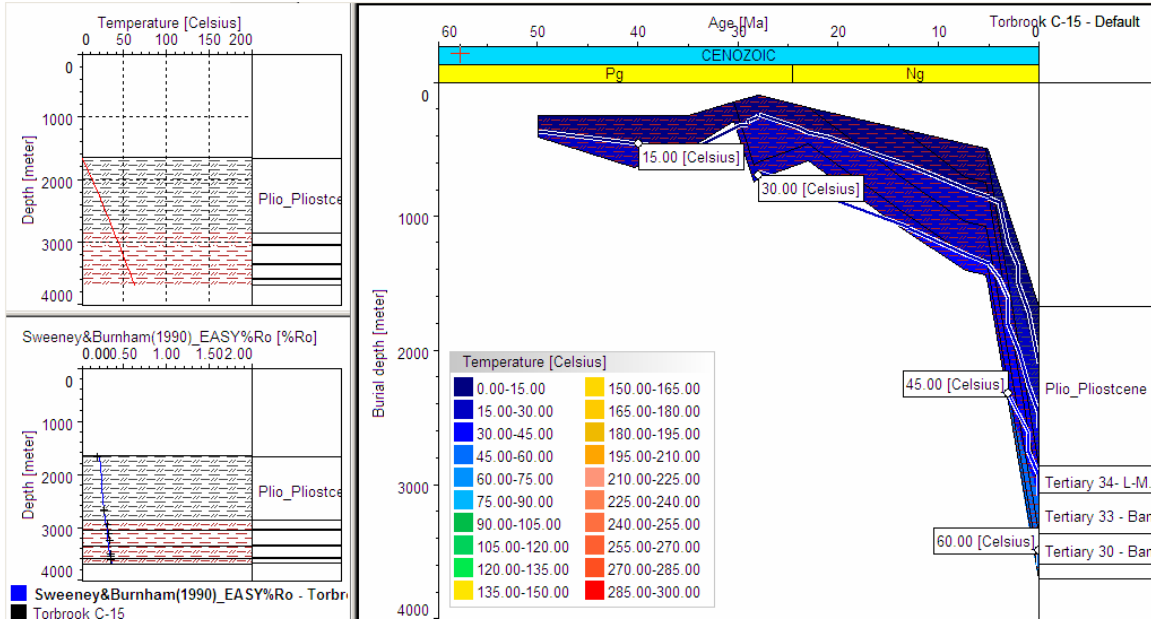 Temperature [Celsius]
0 50 100 150 200
0
1000
2000
3000
4000
Depth [meter]
Plio_Pliostce
Sweeney&Burnham(1990)_EASY%Ro [%Ro]
0.000.50 1.00 1.502.00
0
1000
2000
3000
4000
Depth [meter]
Plio_Pliostce
Sweeney&Burnham(1990)_EASY%Ro - Torbr
Torbrook C-15
Age [Ma]
Torbrook C-15 - Default
60 50 40 30 20 10 0
CENOZOIC
Pg Ng
0
1000
2000
3000
4000
Burial depth [meter]
15.00 [Celsius]
30.00 [Celsius]
45.00 [Celsius]
60.00 [Celsius]
Temperature [Celsius]
0.00-15.00 150.00-165.00
15.00-30.00 165.00-180.00
30.00-45.00 180.00-195.00
45.00-60.00 195.00-210.00
60.00-75.00 210.00-225.00
75.00-90.00 225.00-240.00
90.00-105.00 240.00-255.00
105.00-120.00 255.00-270.00
120.00-135.00 270.00-285.00
135.00-150.00 285.00-300.00
Plio_Pliostcene
Tertiary 34- L-M.
Tertiary 33 - Bar
Tertiary 30 - Bar